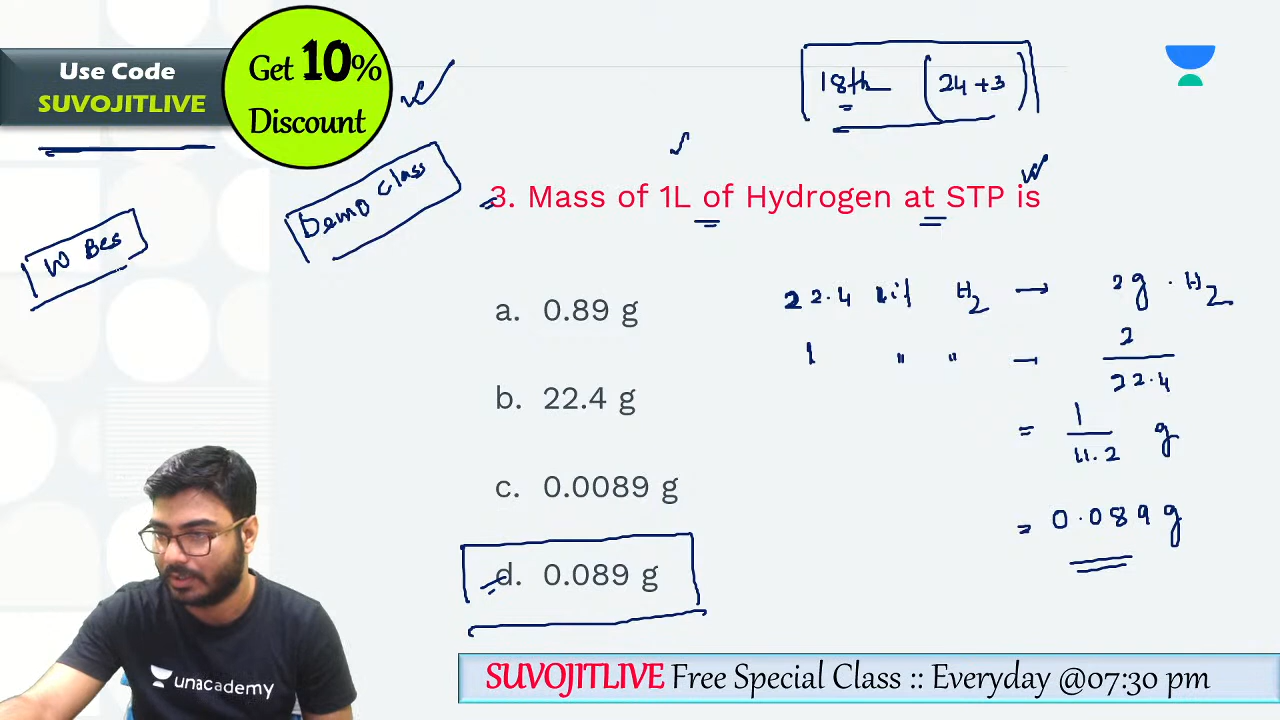 Use Code
SUVOJITLIVE
Get 10%
Discount
18th (24+3)
Demo Class
W Bcs
3. Mass of 1L of Hydrogen at STP is
a. 0.89 g
b. 22.4 g
c. 0.0089 g
d. 0.089 g
22.4 lit H2 → 2g · H2
1 " " — 2/22.4
= 1/11.2 g
= 0.089 g
unacademy
SUVOJITLIVE Free Special Class :: Everyday @07:30 pm